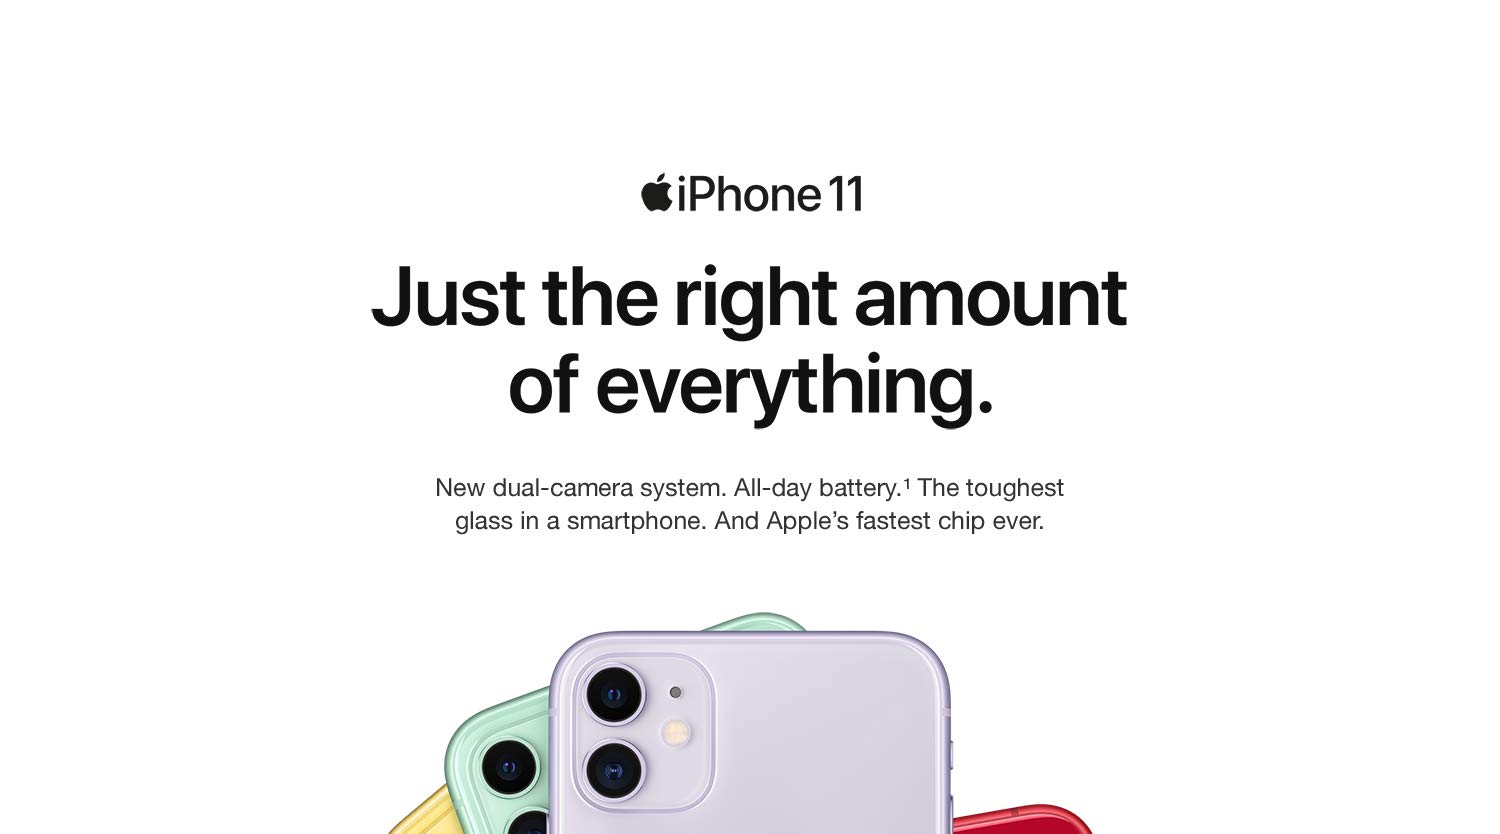 iPhone 11
Just the right amount
of everything.
New dual-camera system. All-day battery.¹ The toughest
glass in a smartphone. And Apple’s fastest chip ever.